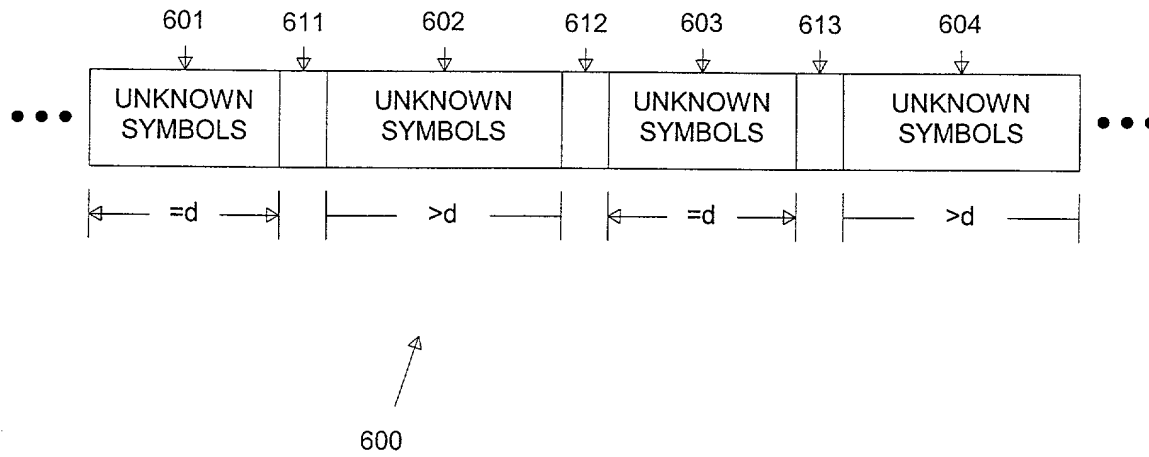 601 611 602 612 603 613 604
UNKNOWN SYMBOLS UNKNOWN SYMBOLS UNKNOWN SYMBOLS UNKNOWN SYMBOLS
=d >d =d >d
600